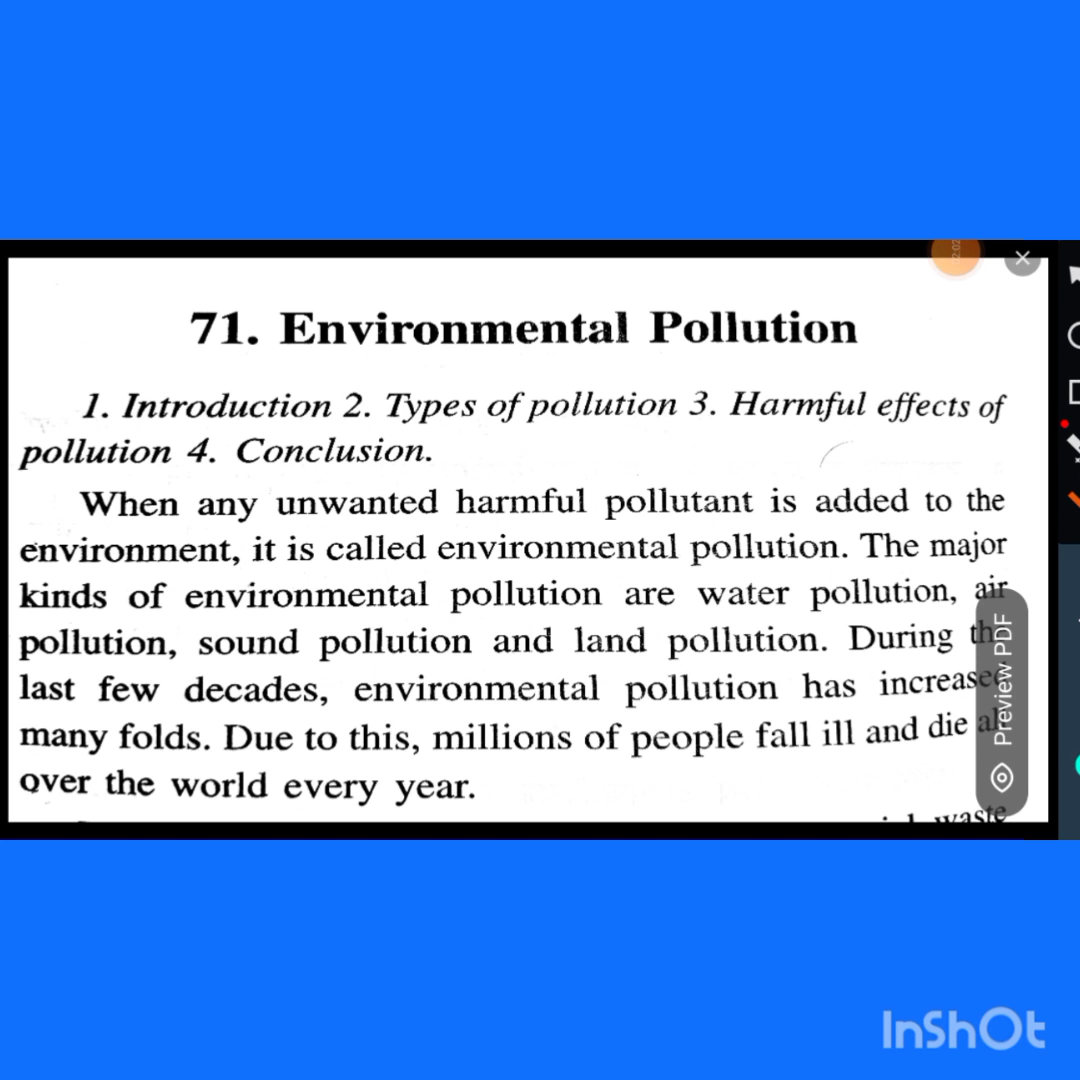 71. Environmental Pollution
1. Introduction 2. Types of pollution 3. Harmful effects of
pollution 4. Conclusion.
When any unwanted harmful pollutant is added to the
environment, it is called environmental pollution. The major
kinds of environmental pollution are water pollution, air
pollution, sound pollution and land pollution. During
last few decades, environmental pollution has increased
many folds. Due to this, millions of people fall ill and die
over the world every year.
waste
Preview PDF
InShOt